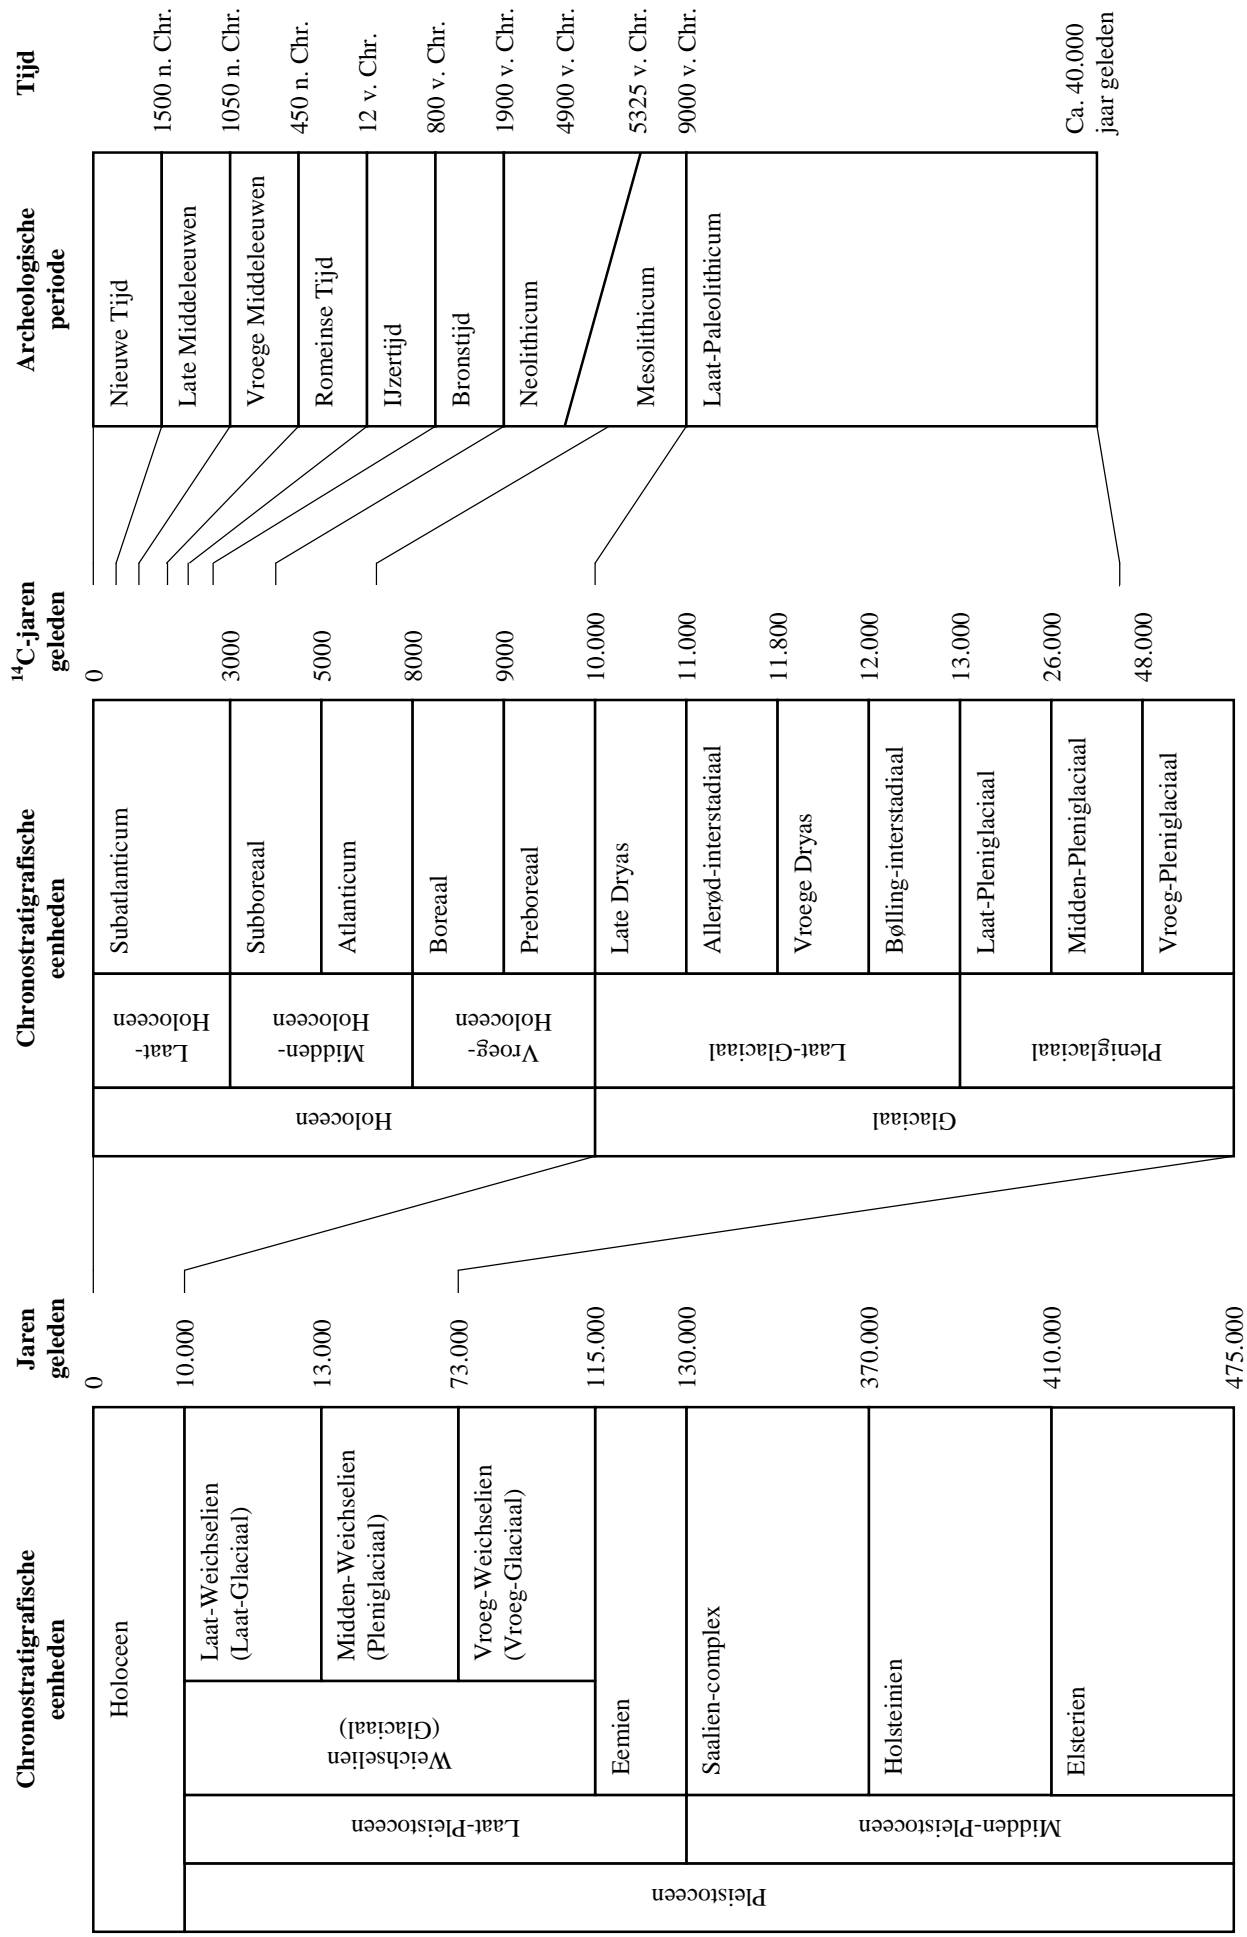 Chronostratigrafische
eenheden
Jaren
geleden
Chronostratigrafische
eenheden
¹⁴C-jaren
geleden
Archeologische
periode
Tijd
Pleistoceen
Laat-Pleistoceen
Midden-Pleistoceen
Weichselien
(Glaciaal)
Holoceen
Laat-Weichselien
(Laat-Glaciaal)
Midden-Weichselien
(Pleniglaciaal)
Vroeg-Weichselien
(Vroeg-Glaciaal)
Eemien
Saalien-complex
Holsteinien
Elsterien
0
10.000
13.000
73.000
115.000
130.000
370.000
410.000
475.000
Holoceen
Glaciaal
Laat-
Holoceen
Midden-
Holoceen
Vroeg-
Holoceen
Laat-Glaciaal
Pleniglaciaal
Subatlanticum
Subboreaal
Atlanticum
Boreaal
Preboreaal
Late Dryas
Allerød-interstadiaal
Vroege Dryas
Bølling-interstadiaal
Laat-Pleniglaciaal
Midden-Pleniglaciaal
Vroeg-Pleniglaciaal
0
3000
5000
8000
9000
10.000
11.000
11.800
12.000
13.000
26.000
48.000
Nieuwe Tijd
Late Middeleeuwen
Vroege Middeleeuwen
Romeinse Tijd
IJzertijd
Bronstijd
Neolithicum
Mesolithicum
Laat-Paleolithicum
1500 n. Chr.
1050 n. Chr.
450 n. Chr.
12 v. Chr.
800 v. Chr.
1900 v. Chr.
4900 v. Chr.
5325 v. Chr.
9000 v. Chr.
Ca. 40.000
jaar geleden